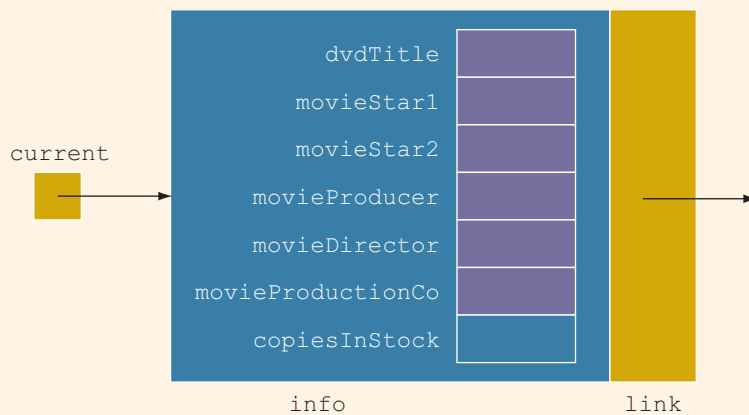 dvdTitle
movieStar1
movieStar2
current
movieProducer
movieDirector
movieProductionCo
copiesInStock
info
link